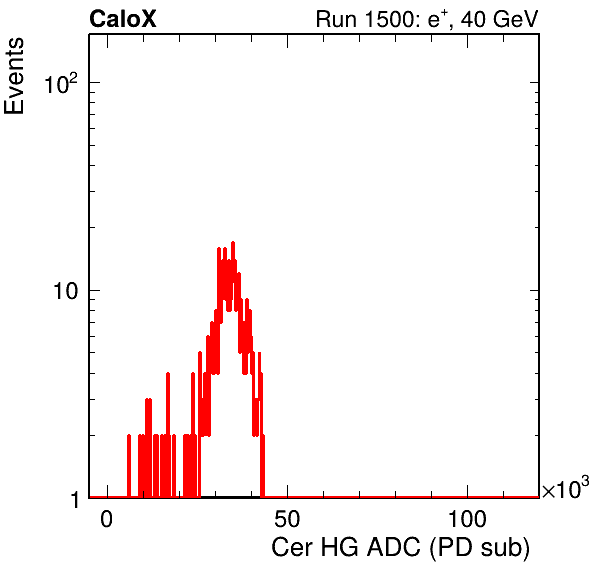 CaloX Run 1500: e⁺, 40 GeV
Events
10²
10
1
0 50 100 ×10³
Cer HG ADC (PD sub)